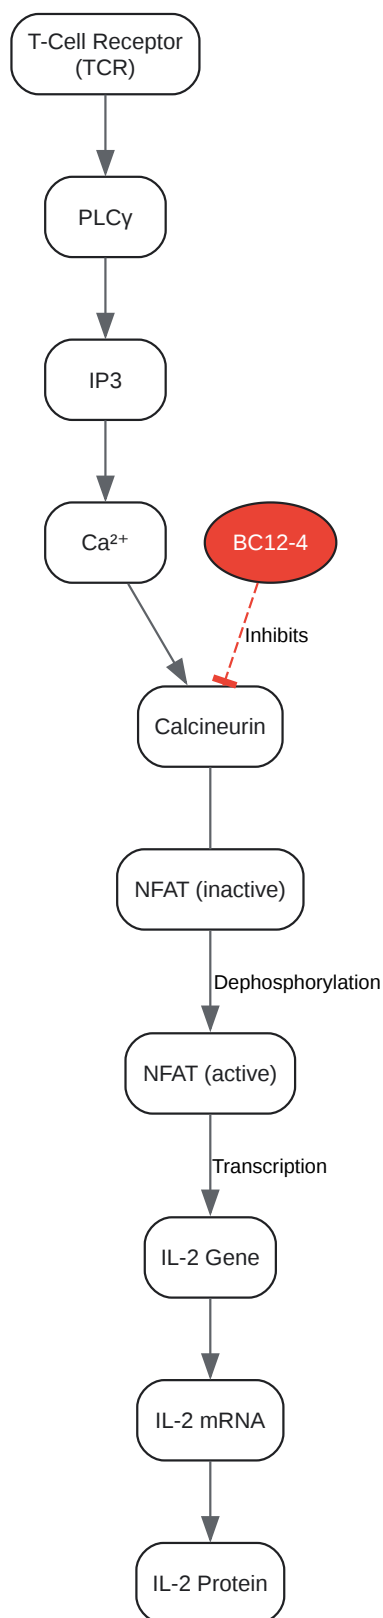 T-Cell Receptor
(TCR)
PLCγ
IP3
Ca²⁺
BC12-4
Inhibits
Calcineurin
NFAT (inactive)
Dephosphorylation
NFAT (active)
Transcription
IL-2 Gene
IL-2 mRNA
IL-2 Protein